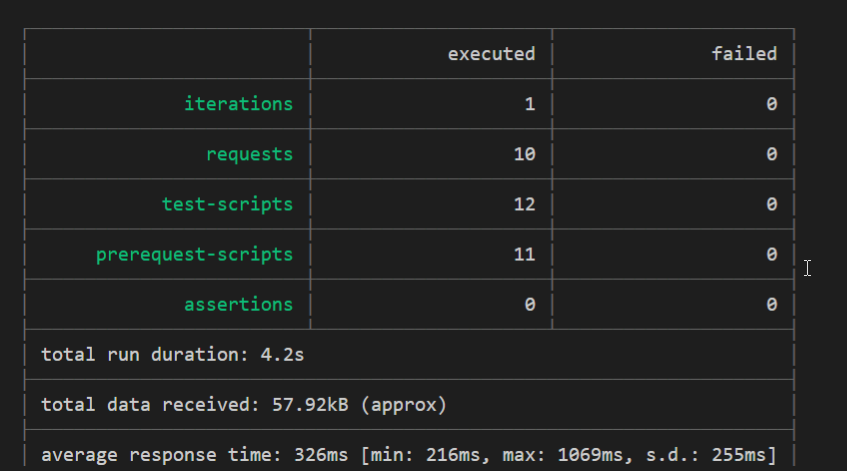 executed failed
iterations 1 0
requests 10 0
test-scripts 12 0
prerequest-scripts 11 0
assertions 0 0
total run duration: 4.2s
total data received: 57.92kB (approx)
average response time: 326ms [min: 216ms, max: 1069ms, s.d.: 255ms]